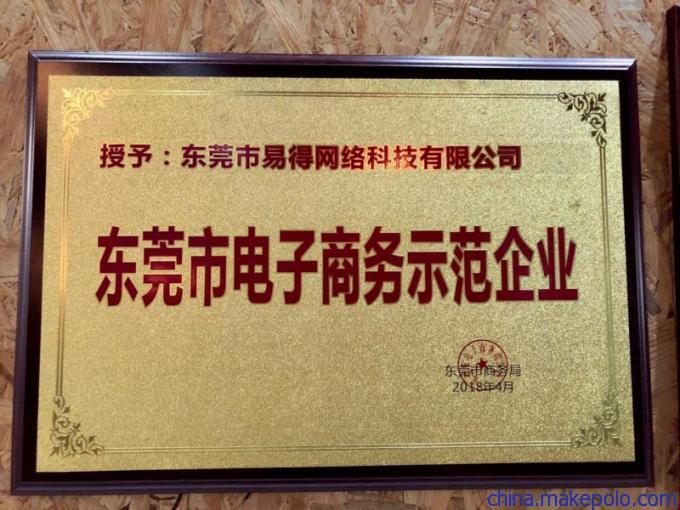 授予：东莞市易得网络科技有限公司
东莞市电子商务示范企业
东莞市商务局
2018年4月
china.makepolo.com